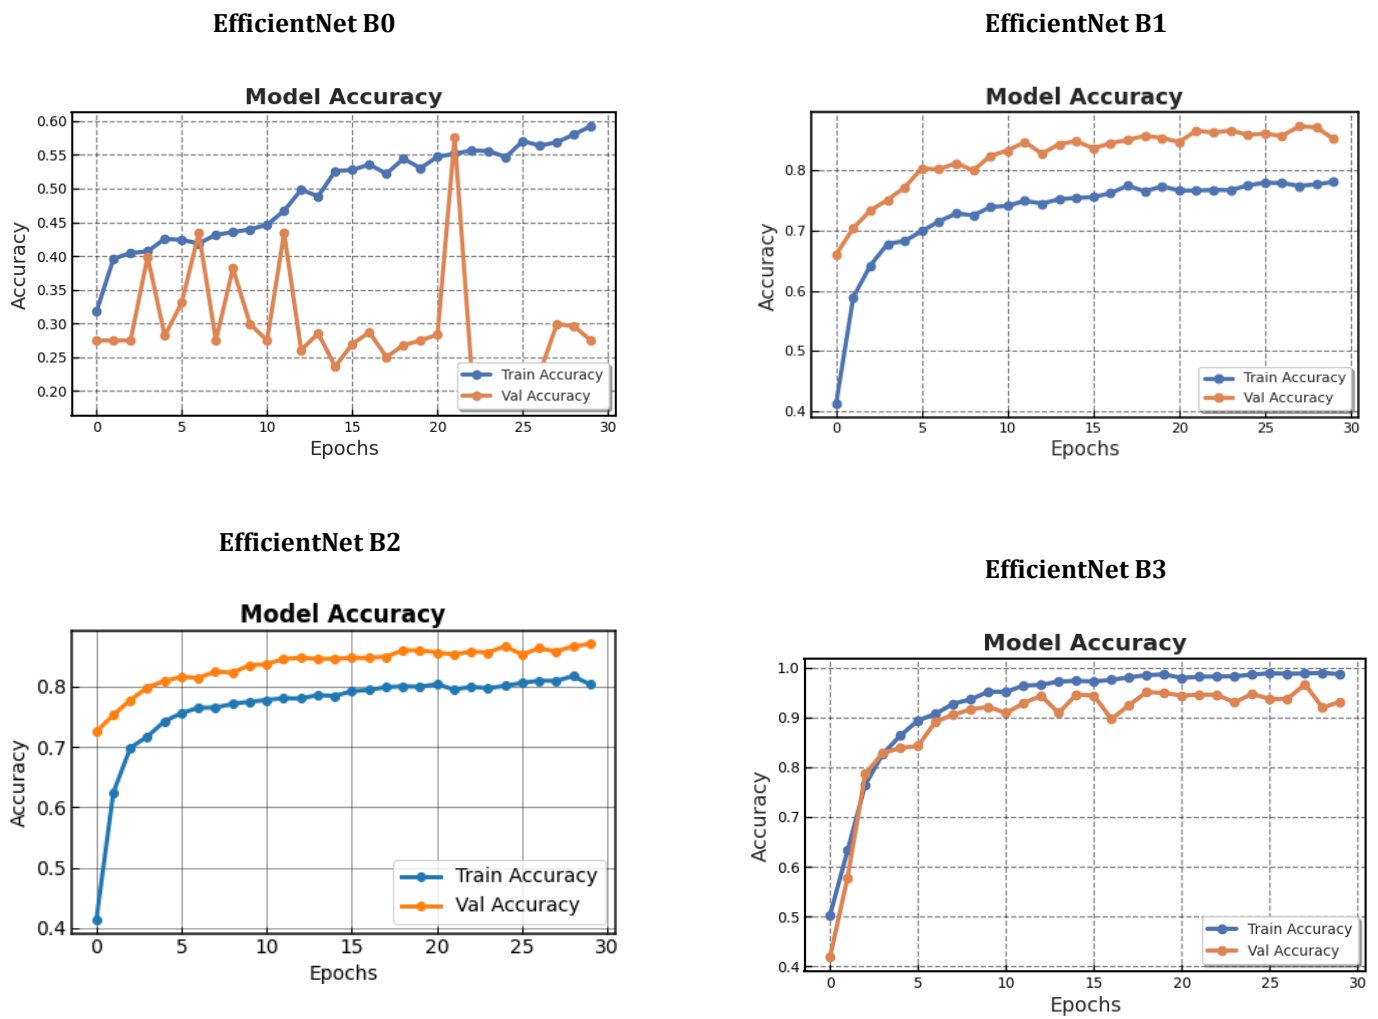 EfficientNet B0
Model Accuracy
0.60
0.55
0.50
0.45
0.40
0.35
0.30
0.25
0.20
Accuracy
Train Accuracy
Val Accuracy
0 5 10 15 20 25 30
Epochs
EfficientNet B1
Model Accuracy
0.8
0.7
0.6
0.5
0.4
Accuracy
Train Accuracy
Val Accuracy
0 5 10 15 20 25 30
Epochs
EfficientNet B2
Model Accuracy
0.8
0.7
0.6
0.5
0.4
Accuracy
Train Accuracy
Val Accuracy
0 5 10 15 20 25 30
Epochs
EfficientNet B3
Model Accuracy
1.0
0.9
0.8
0.7
0.6
0.5
0.4
Accuracy
Train Accuracy
Val Accuracy
0 5 10 15 20 25 30
Epochs